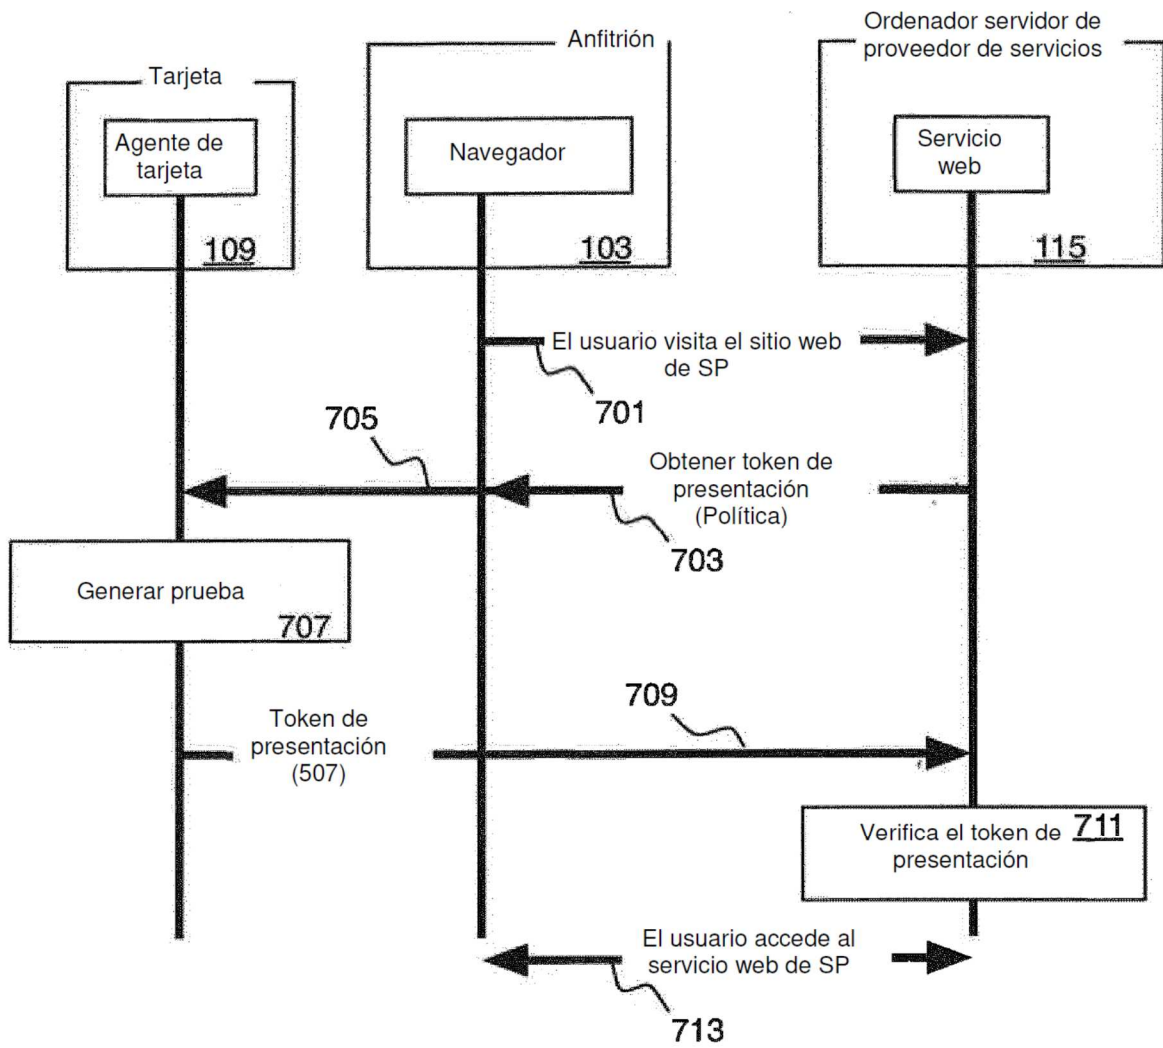 Tarjeta
Anfitrión
Ordenador servidor de
proveedor de servicios
Agente de
tarjeta
Navegador
Servicio
web
109
103
115
El usuario visita el sitio web
de SP
701
705
Obtener token de
presentación
(Política)
703
Generar prueba
707
709
Token de
presentación
(507)
Verifica el token de
presentación
711
El usuario accede al
servicio web de SP
713